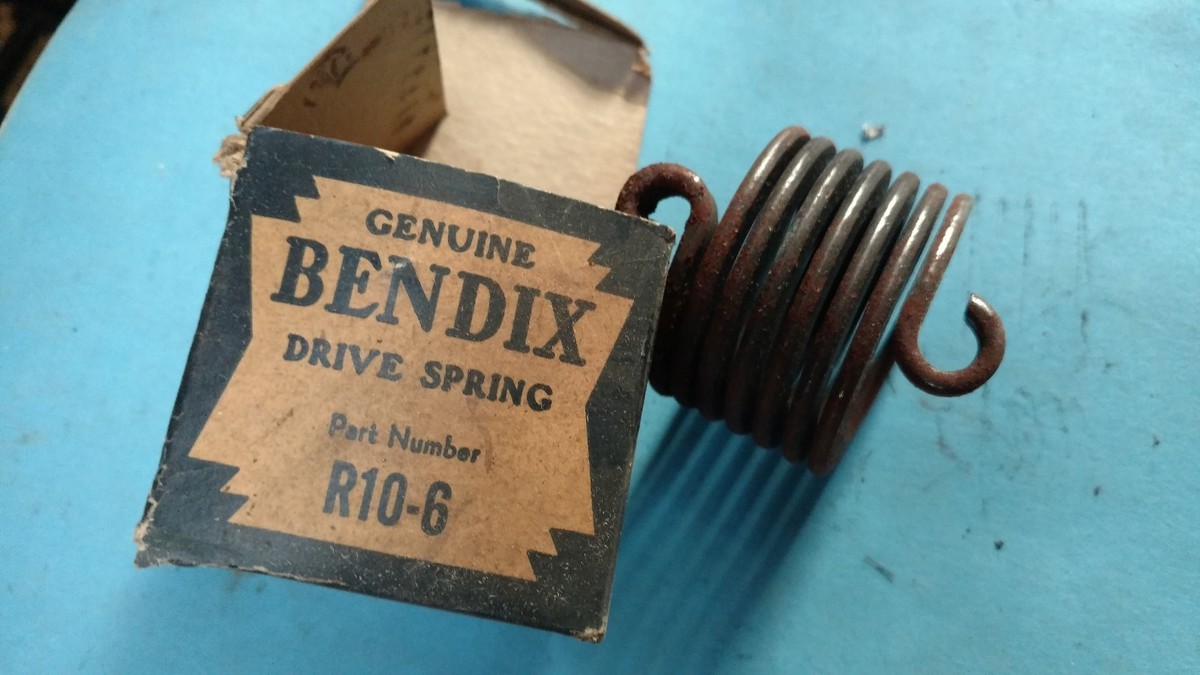 GENUINE
BENDIX
DRIVE SPRING
Part Number
R10-6